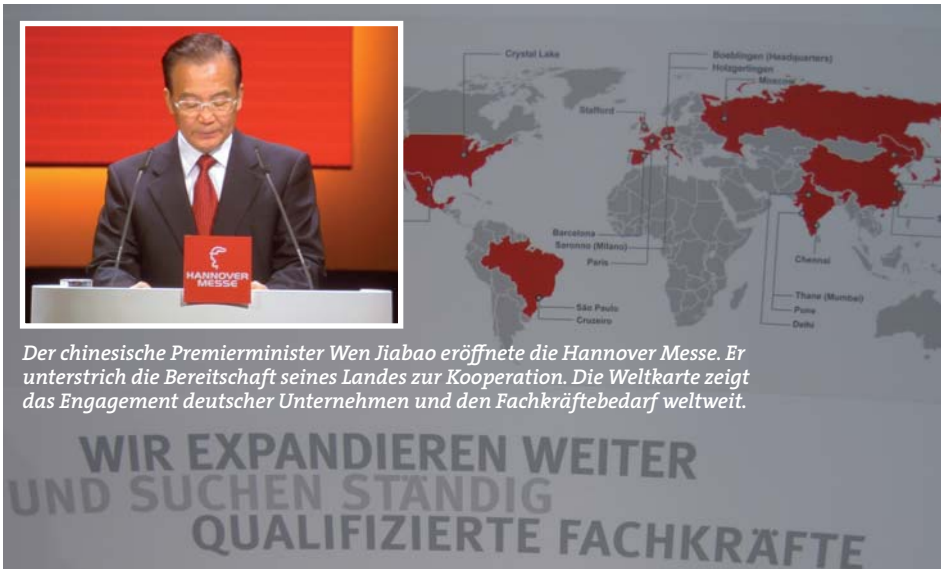 Crystal Lake
Boeblingen (Headquarters)
Holzgerlingen
Moscow
Stafford
Barcelona
Saronno (Milano)
Paris
São Paulo
Cruzeiro
Chennai
Thane (Mumbai)
Pune
Delhi
HANNOVER
MESSE
Der chinesische Premierminister Wen Jiabao eröffnete die Hannover Messe. Er
unterstrich die Bereitschaft seines Landes zur Kooperation. Die Weltkarte zeigt
das Engagement deutscher Unternehmen und den Fachkräftebedarf weltweit.
WIR EXPANDIEREN WEITER
UND SUCHEN STÄNDIG
QUALIFIZIERTE FACHKRÄFTE